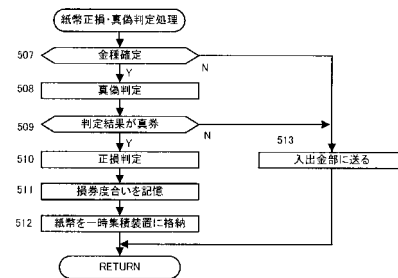 紙幣正損・真偽判定処理
507
金種確定
Y
N
508
真偽判定
509
判定結果が真券
Y
N
513
510
正損判定
入出金部に送る
511
損券度合いを記憶
512
紙幣を一時集積装置に格納
RETURN